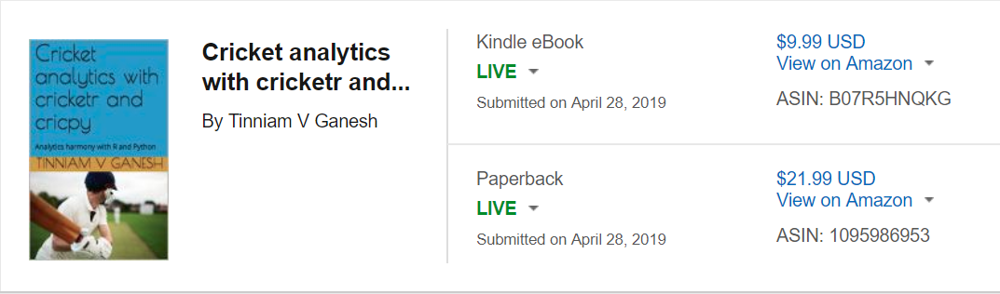 Cricket
analytics with
cricketr and
cricpy
Analytics harmony with R and Python
TINNIAM V GANESH
Cricket analytics
with cricketr and...
By Tinniam V Ganesh
Kindle eBook
LIVE
Submitted on April 28, 2019
$9.99 USD
View on Amazon
ASIN: B07R5HNQKG
Paperback
LIVE
Submitted on April 28, 2019
$21.99 USD
View on Amazon
ASIN: 1095986953